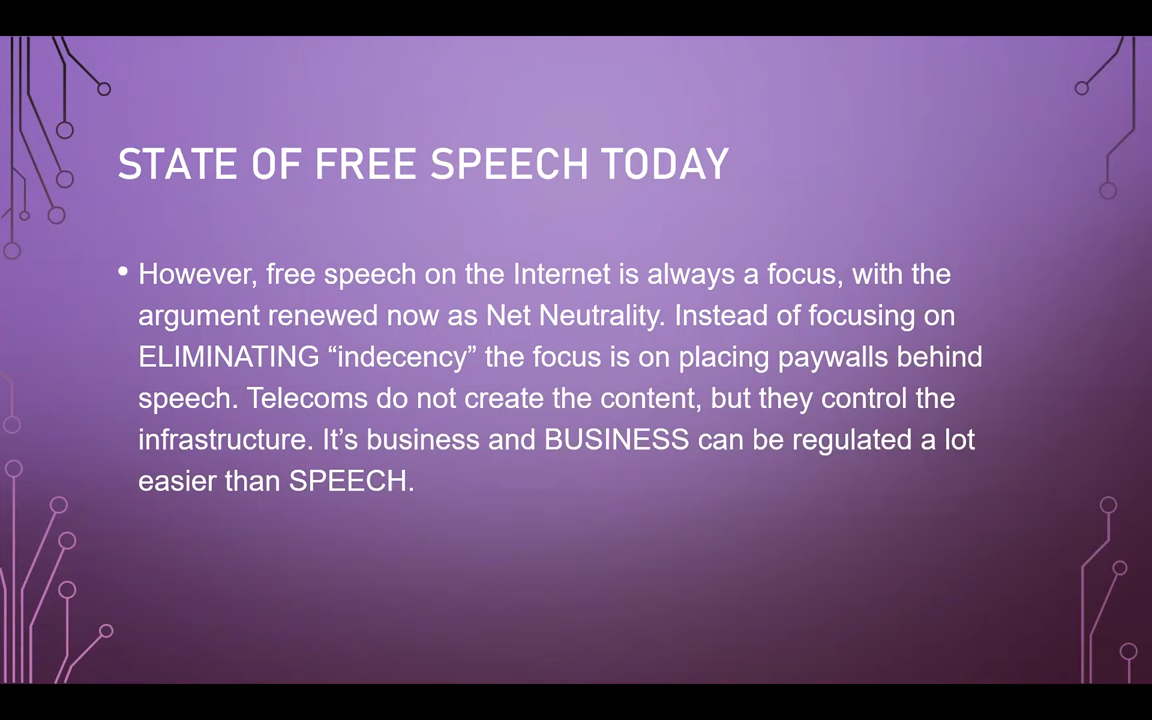 STATE OF FREE SPEECH TODAY
• However, free speech on the Internet is always a focus, with the
argument renewed now as Net Neutrality. Instead of focusing on
ELIMINATING “indecency” the focus is on placing paywalls behind
speech. Telecoms do not create the content, but they control the
infrastructure. It’s business and BUSINESS can be regulated a lot
easier than SPEECH.